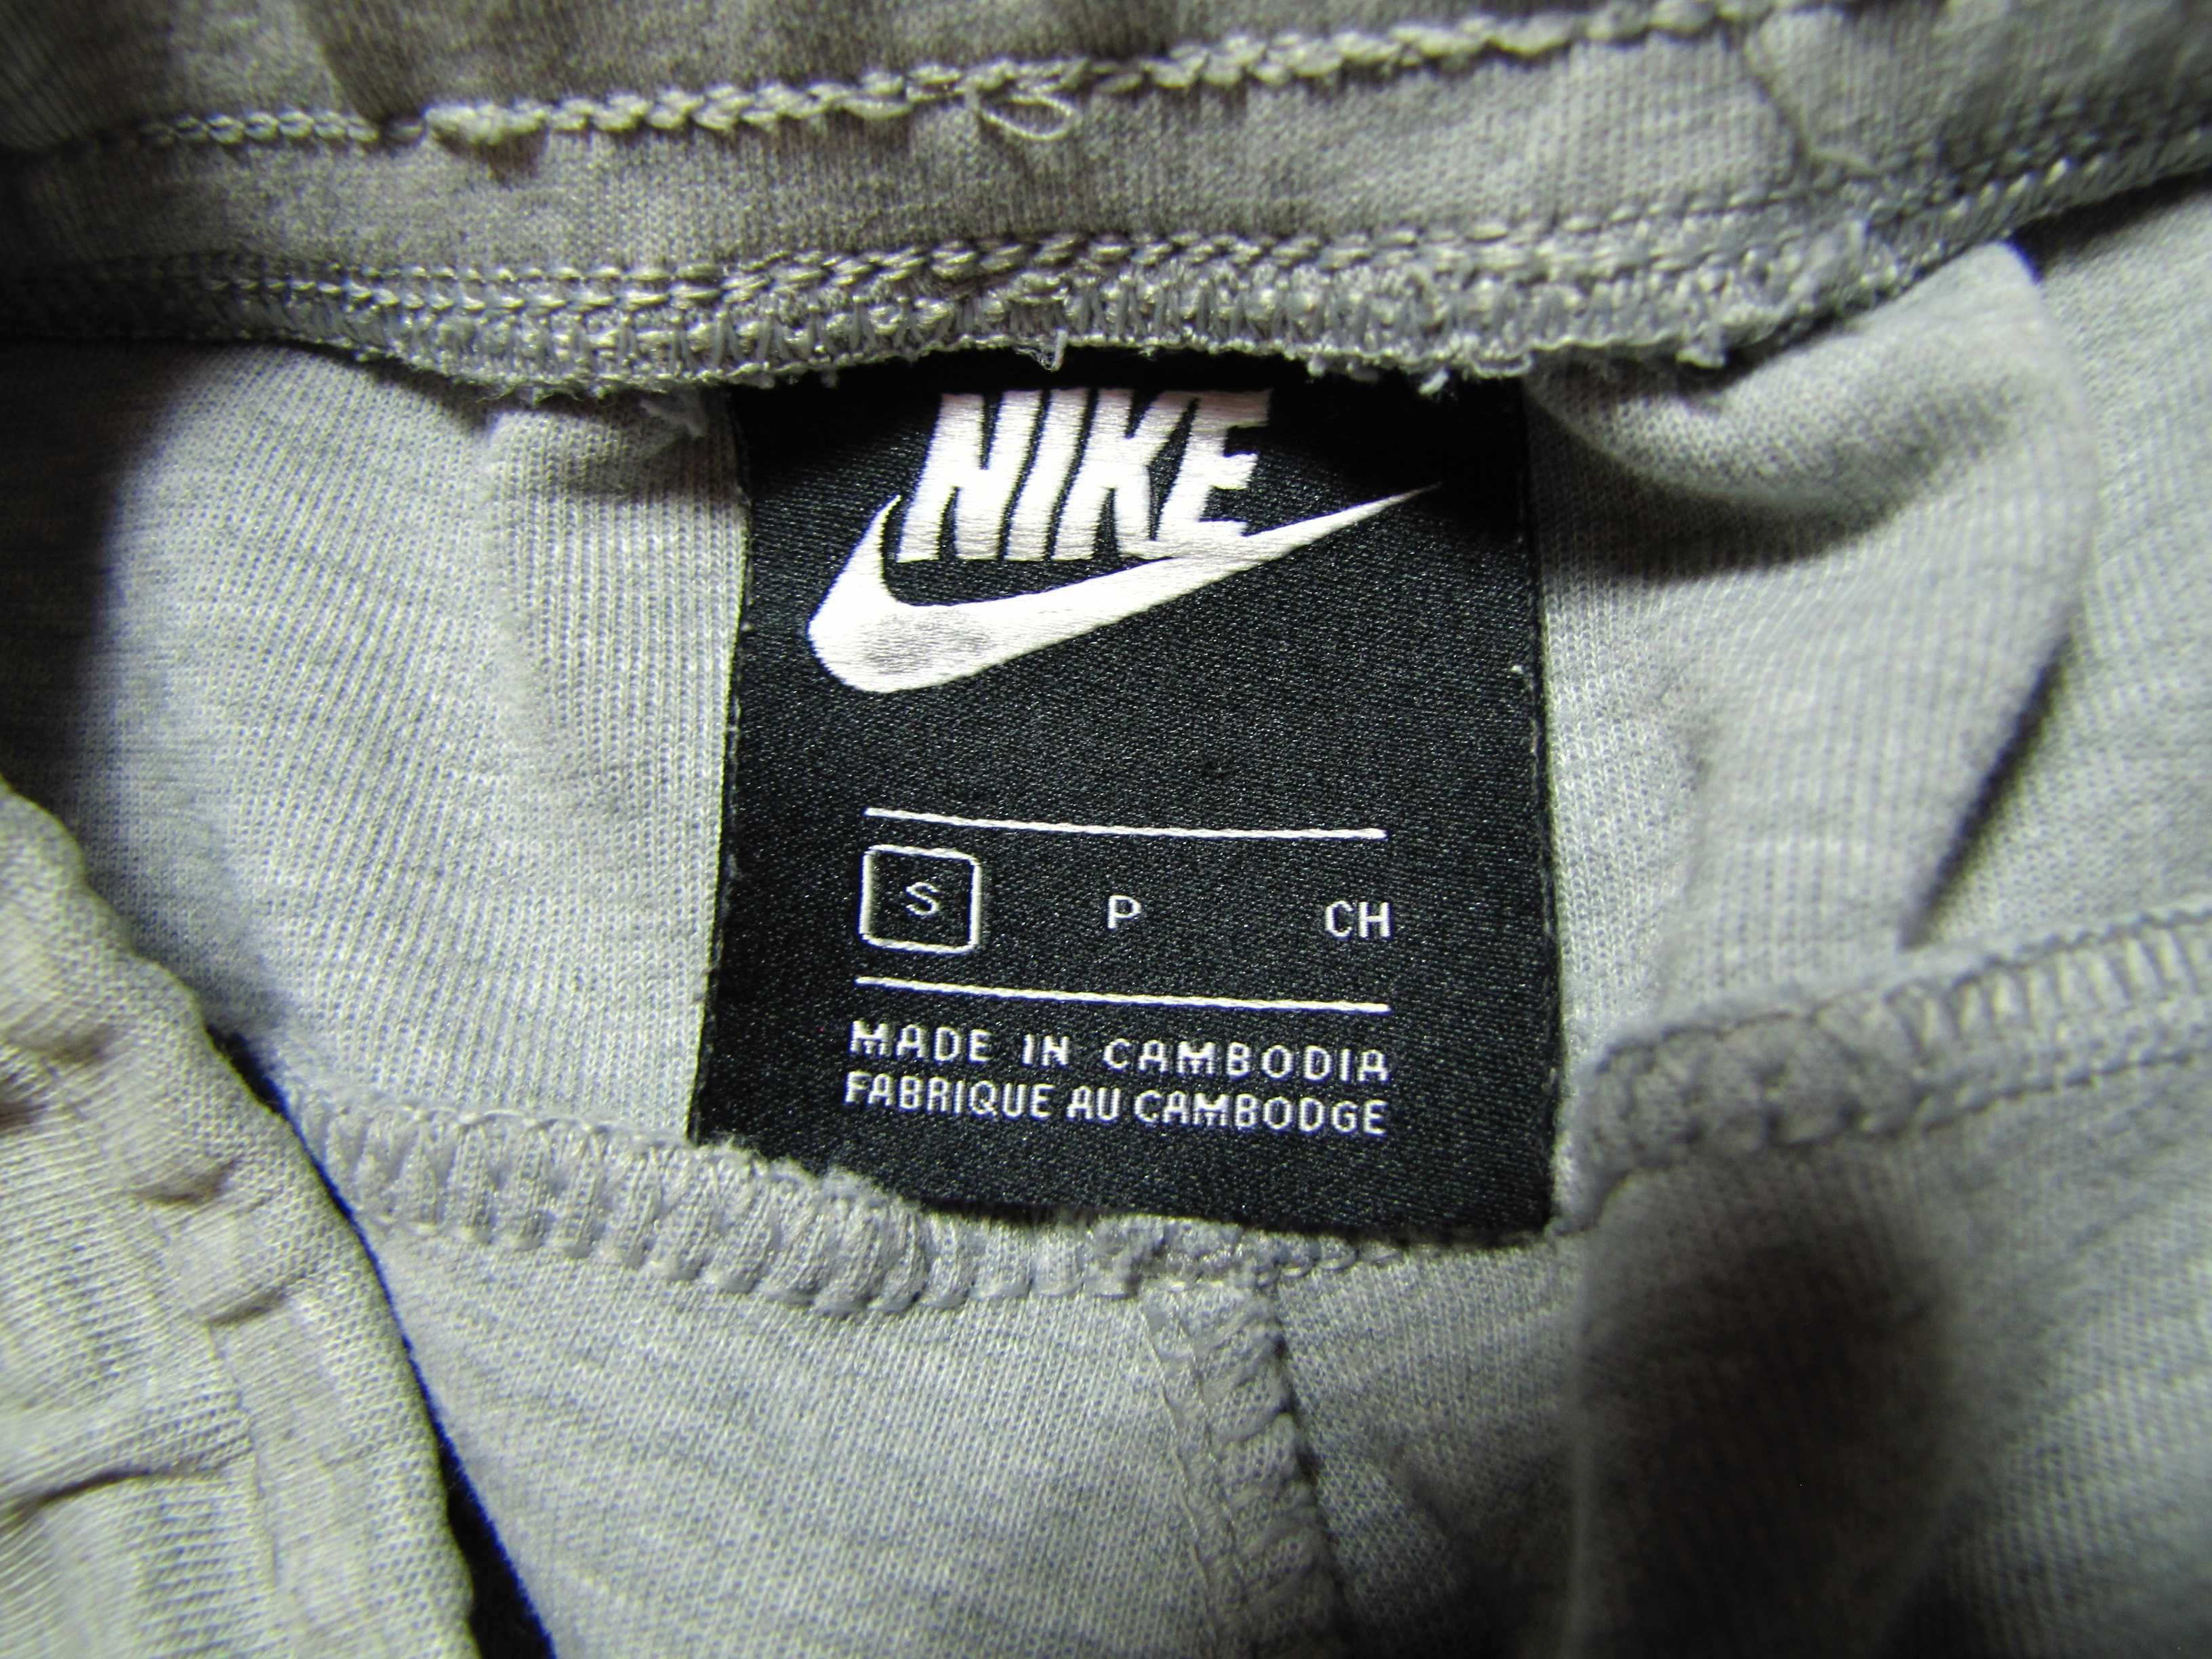 NIKE
S P CH
MADE IN CAMBODIA
FABRIQUE AU CAMBODGE